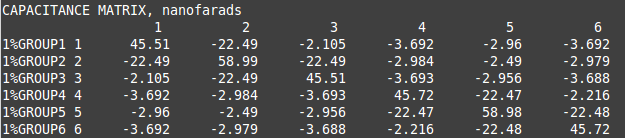 CAPACITANCE MATRIX, nanofarads
1 2 3 4 5 6
1%GROUP1 1 45.51 -22.49 -2.105 -3.692 -2.96 -3.692
1%GROUP2 2 -22.49 58.99 -22.49 -2.984 -2.49 -2.979
1%GROUP3 3 -2.105 -22.49 45.51 -3.693 -2.956 -3.688
1%GROUP4 4 -3.692 -2.984 -3.693 45.72 -22.47 -2.216
1%GROUP5 5 -2.96 -2.49 -2.956 -22.47 58.98 -22.48
1%GROUP6 6 -3.692 -2.979 -3.688 -2.216 -22.48 45.72